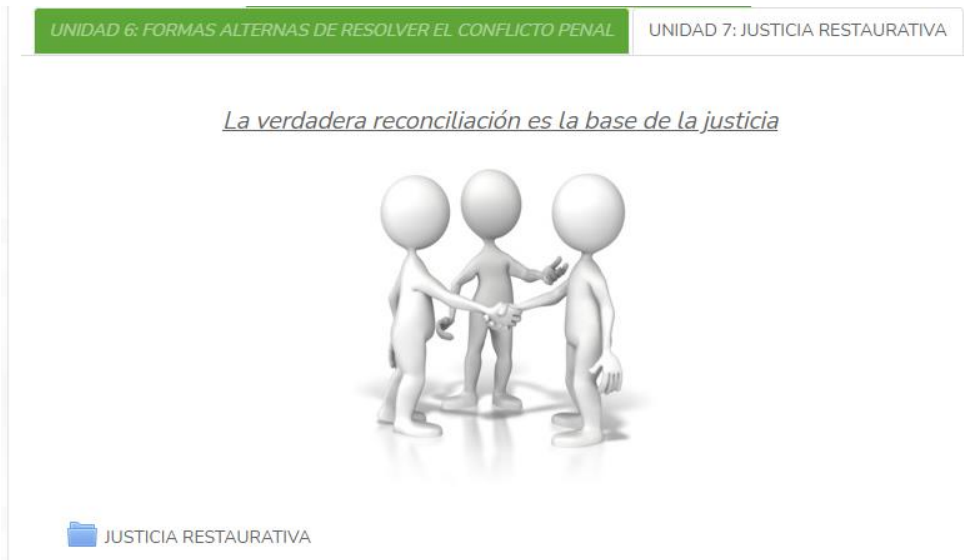 UNIDAD 6: FORMAS ALTERNAS DE RESOLVER EL CONFLICTO PENAL
UNIDAD 7: JUSTICIA RESTAURATIVA
La verdadera reconciliación es la base de la justicia
JUSTICIA RESTAURATIVA